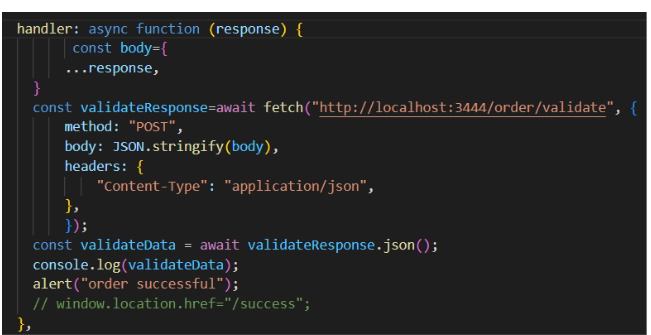 handler: async function (response) {
const body={
...response,
}
const validateResponse=await fetch("http://localhost:3444/order/validate", {
method: "POST",
body: JSON.stringify(body),
headers: {
"Content-Type": "application/json",
},
});
const validateData = await validateResponse.json();
console.log(validateData);
alert("order successful");
// window.location.href="/success";
},